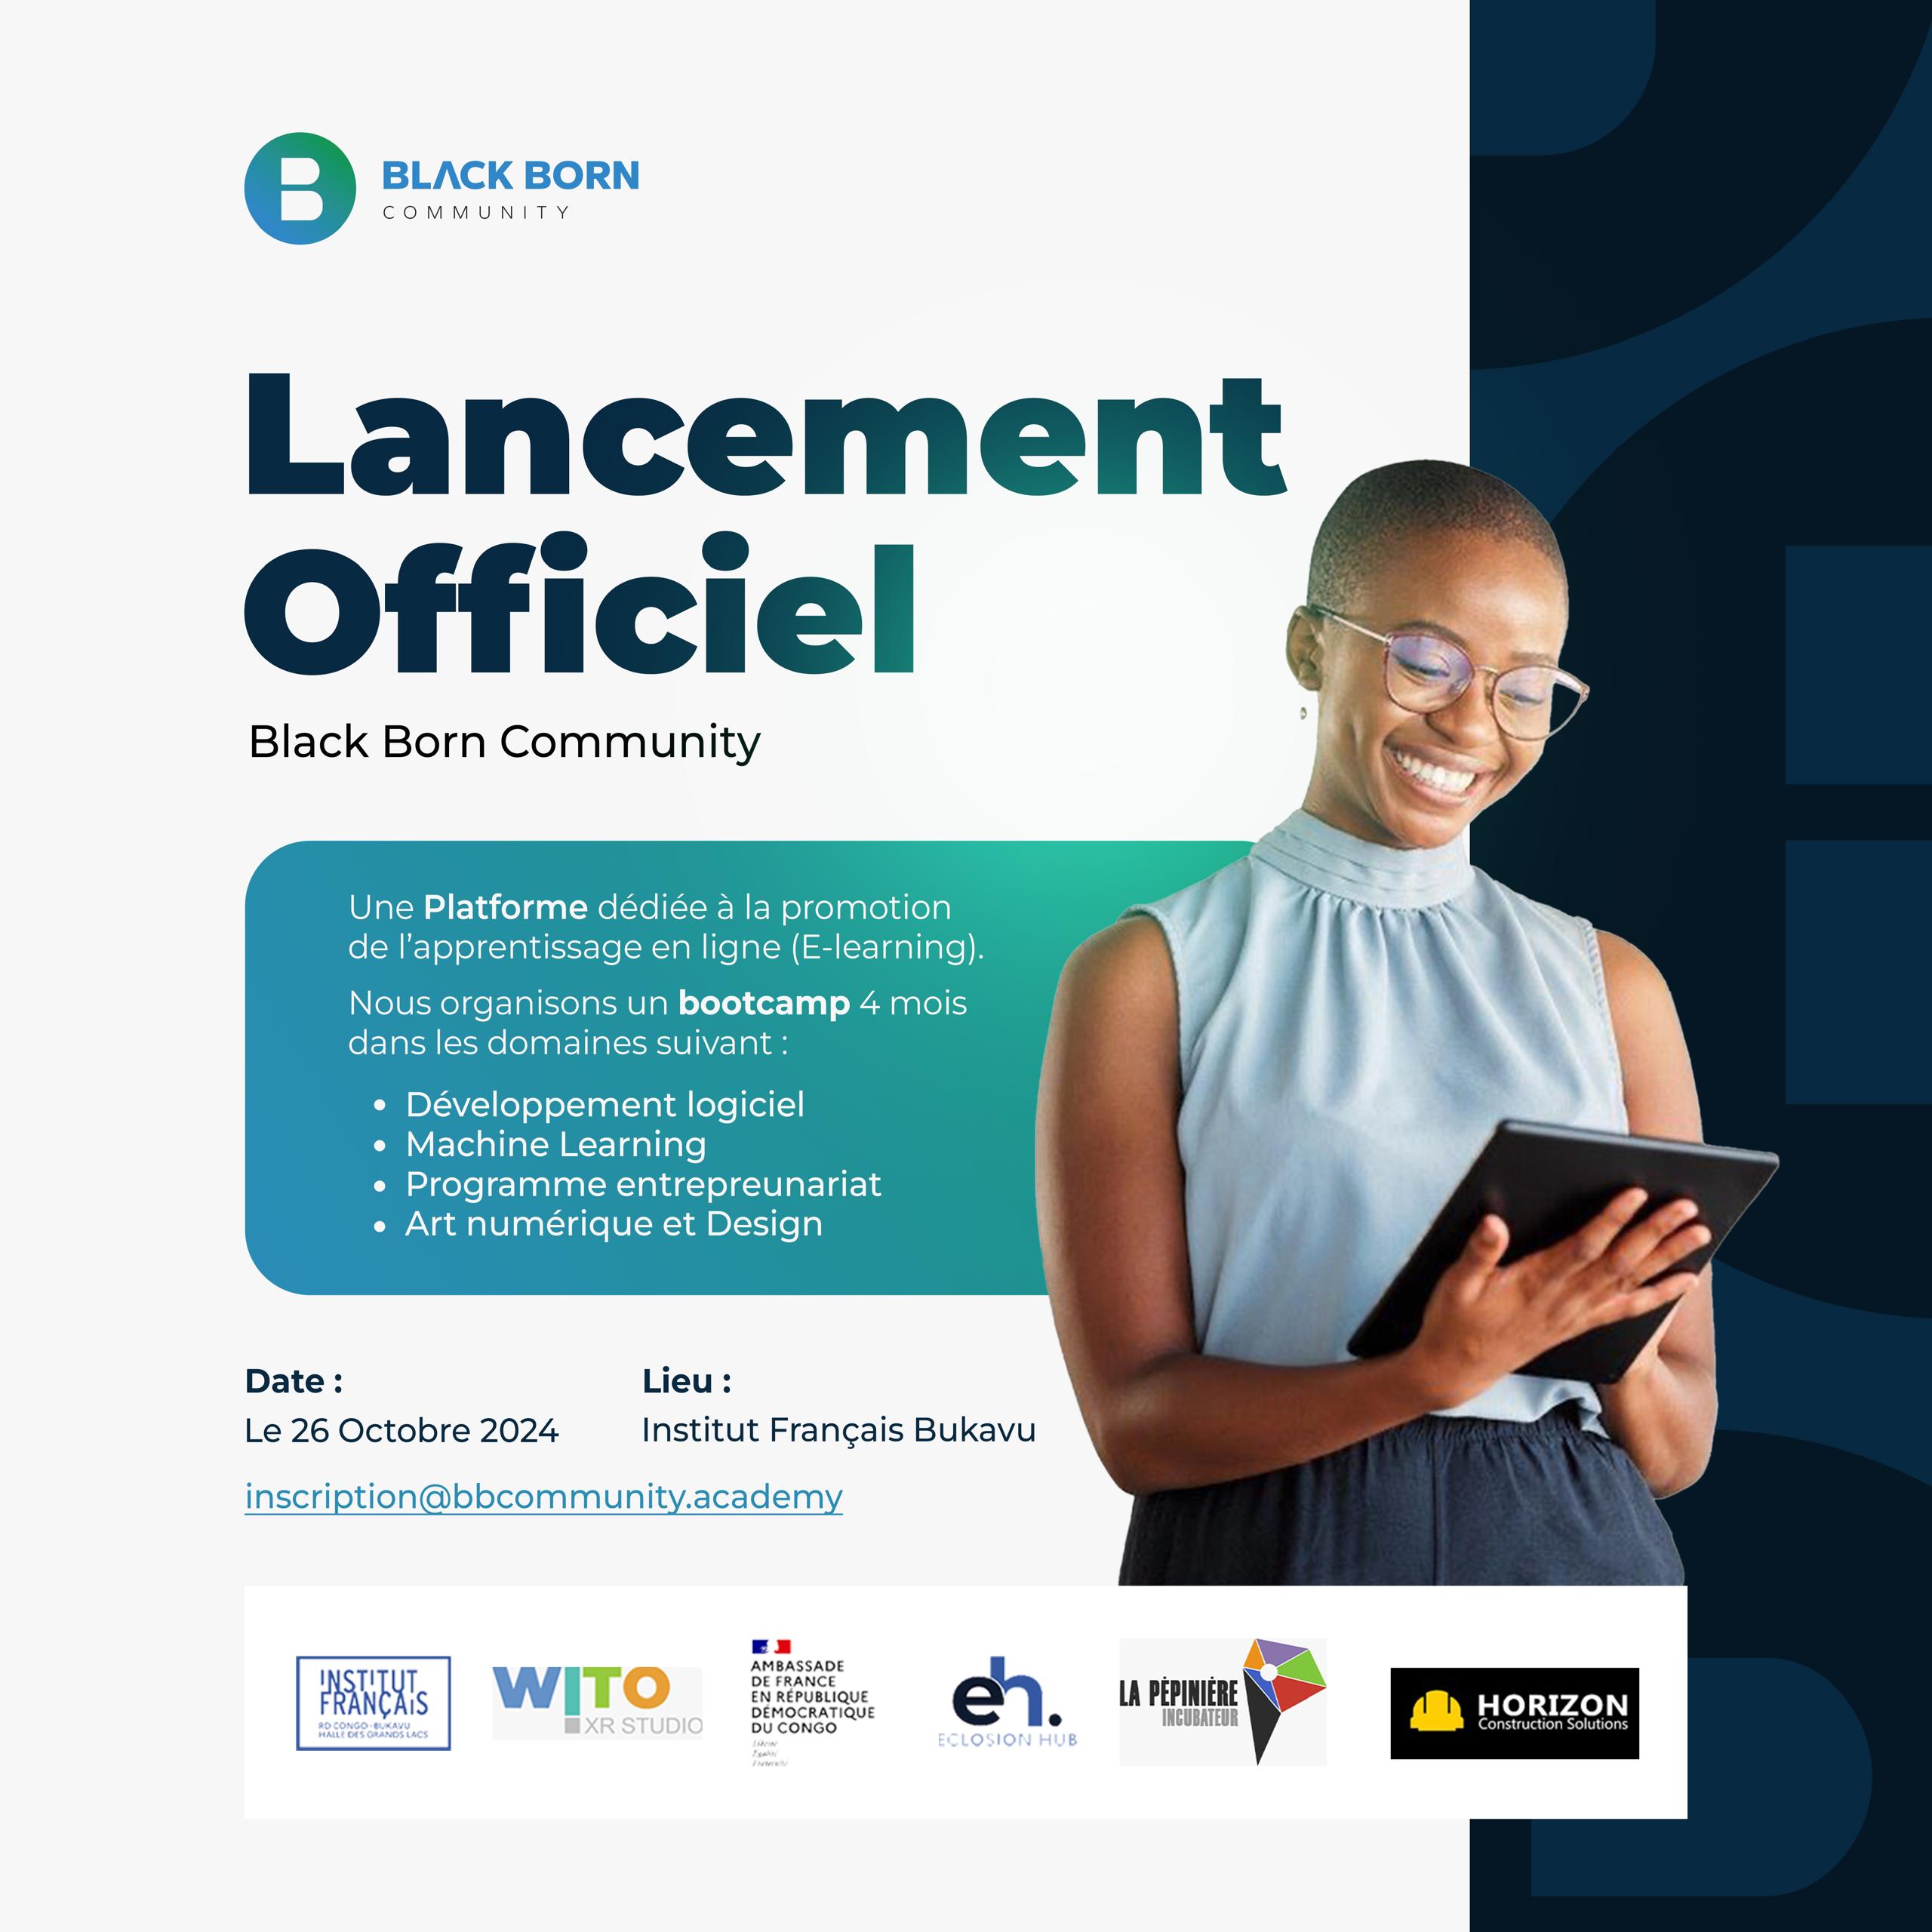 B
BLACK BORN
COMMUNITY
Lancement
Officiel
Black Born Community
Une Platforme dédiée à la promotion
de l’apprentissage en ligne (E-learning).
Nous organisons un bootcamp 4 mois
dans les domaines suivant :
• Développement logiciel
• Machine Learning
• Programme entrepreunariat
• Art numérique et Design
Date :
Le 26 Octobre 2024
Lieu :
Institut Français Bukavu
inscription@bbcommunity.academy
INSTITUT
FRANÇAIS
RD CONGO-BUKAVU
HALLE DES GRANDS LACS
WITO
XR STUDIO
AMBASSADE
DE FRANCE
EN RÉPUBLIQUE
DÉMOCRATIQUE
DU CONGO
Liberté
Égalité
Fraternité
eh.
ECLOSION HUB
LA PÉPINIÈRE
INCUBATEUR
HORIZON
Construction Solutions